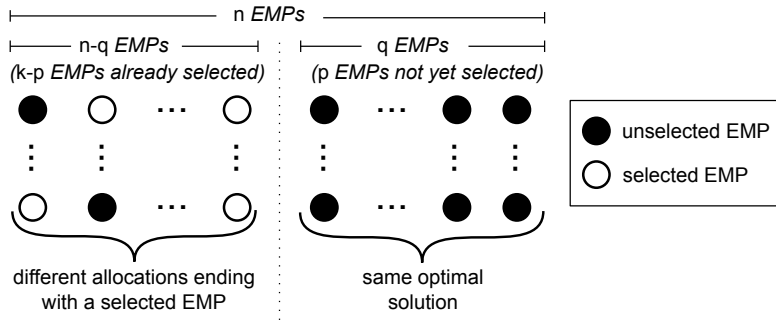 n EMPs
n-q EMPs
q EMPs
(k-p EMPs already selected)
(p EMPs not yet selected)
unselected EMP
selected EMP
different allocations ending
with a selected EMP
same optimal
solution